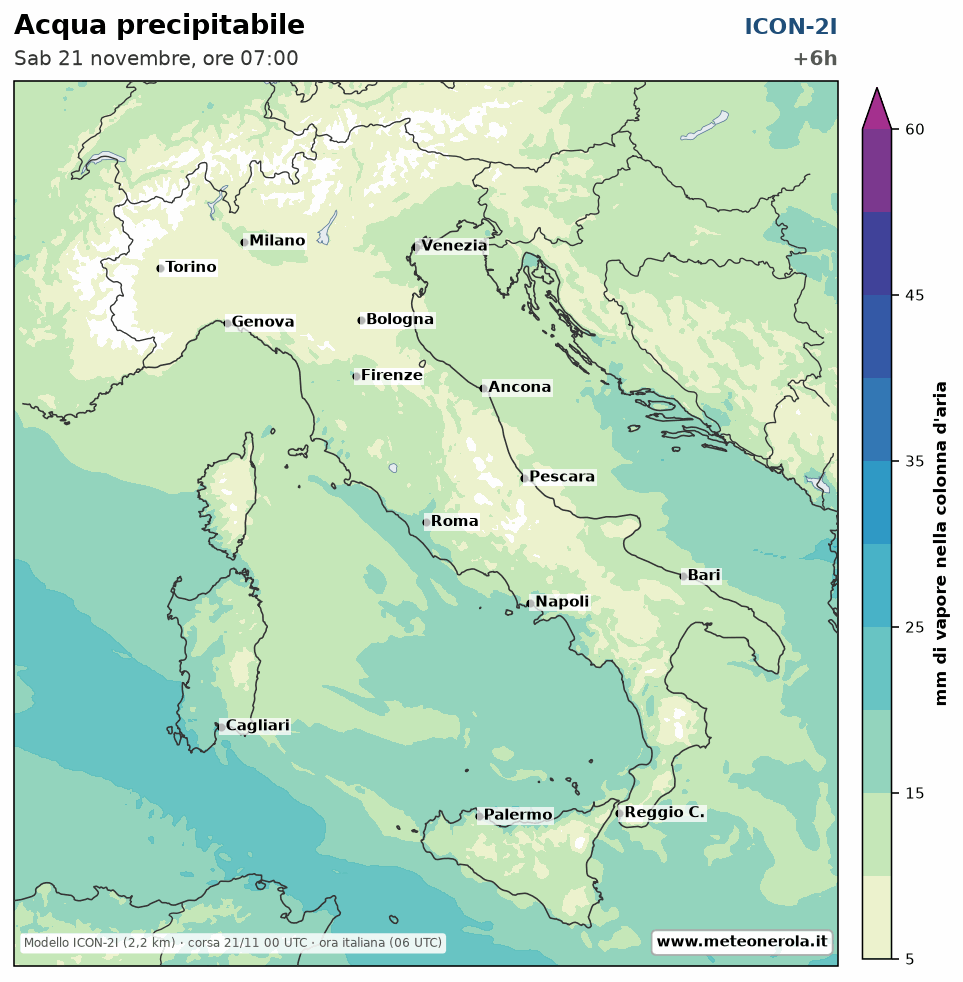 Acqua precipitabile
ICON-2I
Sab 21 novembre, ore 07:00
+6h
60
Milano
Venezia
Torino
45
Genova
Bologna
Firenze
Ancona
35
Pescara
Roma
Bari
Napoli
25
mm di vapore nella colonna d'aria
Cagliari
15
Palermo
Reggio C.
Modello ICON-2I (2,2 km) · corsa 21/11 00 UTC · ora italiana (06 UTC)
www.meteonerola.it
5